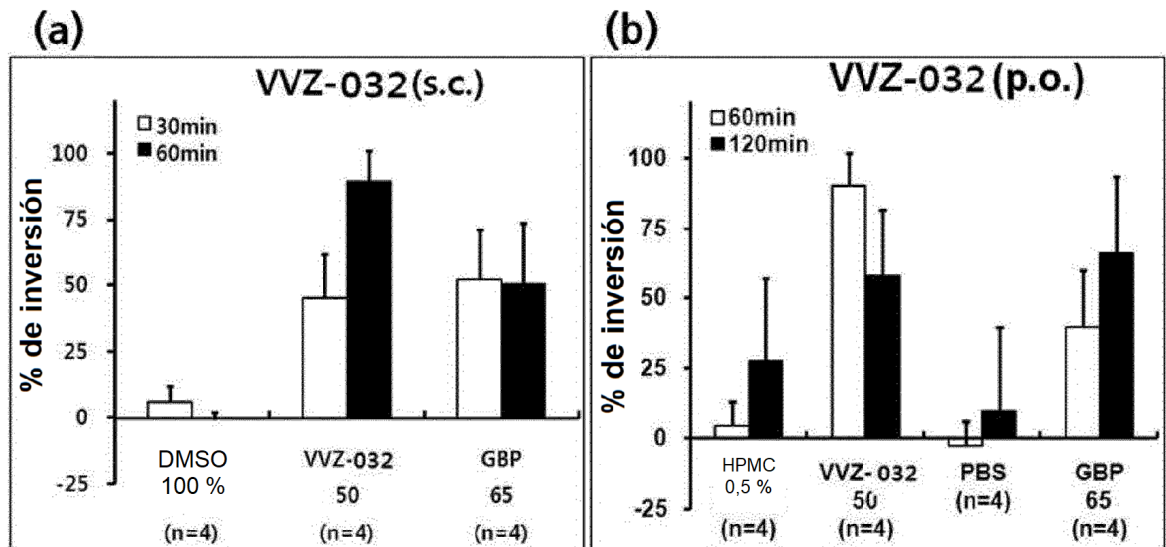 (a)
VVZ-032 (s.c.)
30min
60min
% de inversión
100
75
50
25
0
-25
DMSO VVZ-032 GBP
100 % 50 65
(n=4) (n=4) (n=4)
(b)
VVZ-032 (p.o.)
60min
120min
% de inversión
100
75
50
25
0
-25
HPMC VVZ- 032 PBS GBP
0,5 % 50 (n=4) 65
(n=4) (n=4) (n=4)